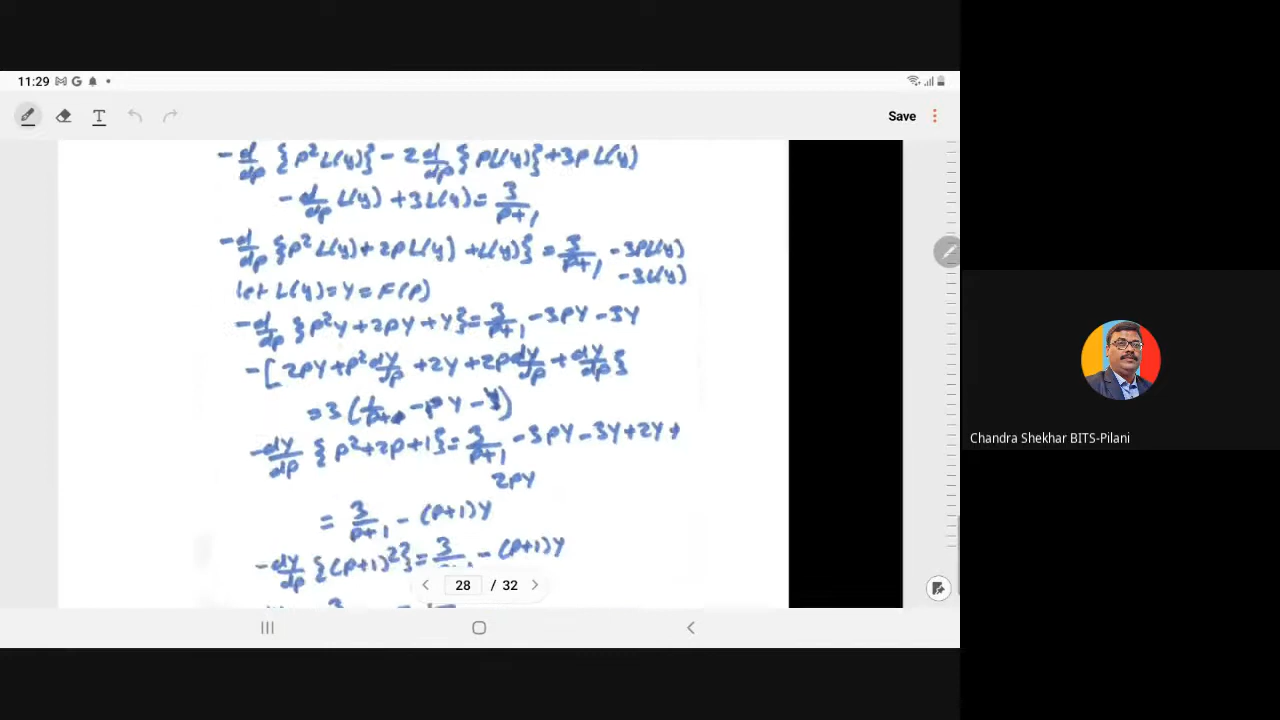 11:29
Save
-d/dp {p²L(y)} - 2d/dp {pL(y)} + 3pL(y)
-d/dp L(y) + 3L(y) = 3/p+1
-d/dp {p²L(y) + 2pL(y) + L(y)} = 3/p+1 - 3pL(y)
-3L(y)
let L(y) = Y = F(p)
-d/dp {p²Y + 2pY + Y} = 3/p+1 - 3pY - 3Y
-[2pY + p² dY/dp + 2Y + 2p dY/dp + dY/dp}
= 3(1/p+1 - pY - Y)
-dY/dp {p² + 2p + 1} = 3/p+1 - 3pY - 3Y + 2Y +
2pY
= 3/p+1 - (p+1)Y
-dY/dp {(p+1)²} = 3/ - (p+1)Y
28 / 32
Chandra Shekhar BITS-Pilani